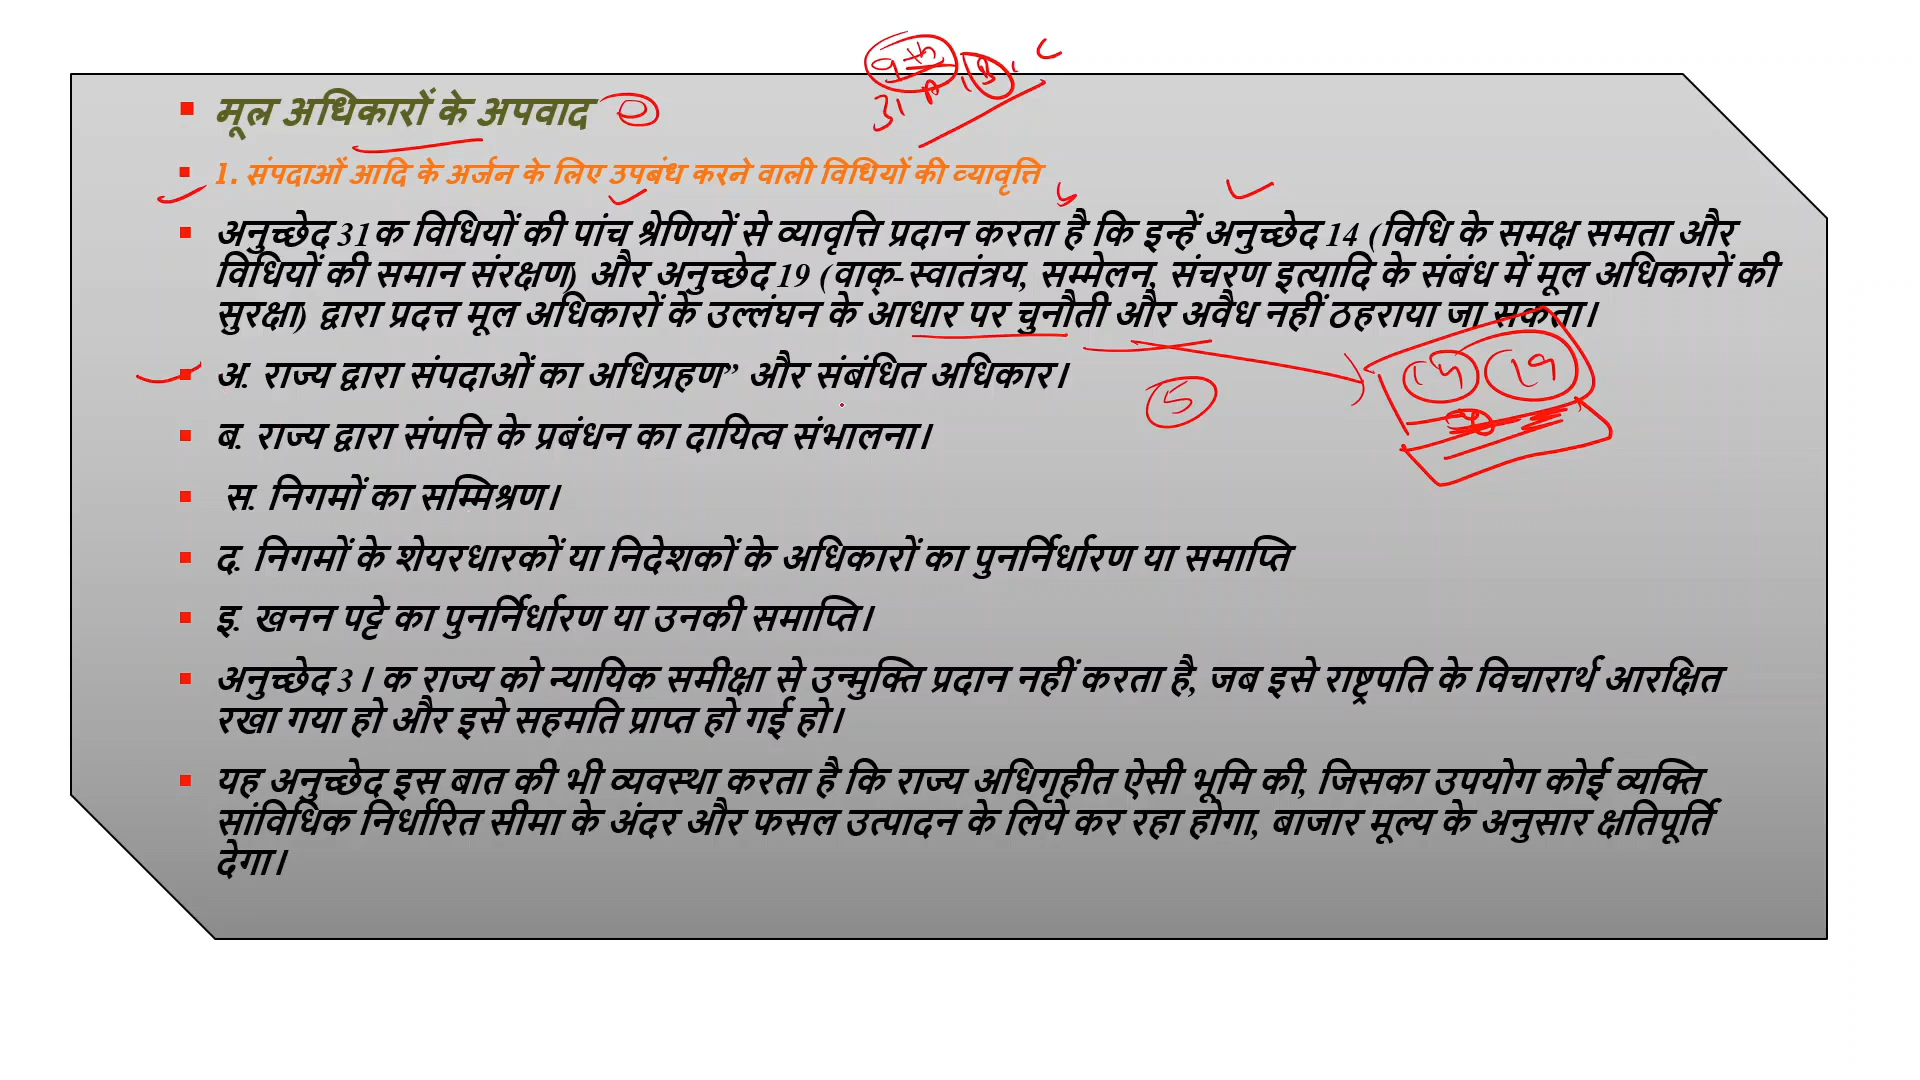 9th
31 A, B, C
मूल अधिकारों के अपवाद
1. संपदाओं आदि के अर्जन के लिए उपबंध करने वाली विधियों की व्यावृत्ति
अनुच्छेद 31क विधियों की पांच श्रेणियों से व्यावृत्ति प्रदान करता है कि इन्हें अनुच्छेद 14 (विधि के समक्ष समता और
विधियों की समान संरक्षण) और अनुच्छेद 19 (वाक्-स्वातंत्रय, सम्मेलन, संचरण इत्यादि के संबंध में मूल अधिकारों की
सुरक्षा) द्वारा प्रदत्त मूल अधिकारों के उल्लंघन के आधार पर चुनौती और अवैध नहीं ठहराया जा सकता।
14 19
अ. राज्य द्वारा संपदाओं का अधिग्रहण” और संबंधित अधिकार।
5
ब. राज्य द्वारा संपत्ति के प्रबंधन का दायित्व संभालना।
स. निगमों का सम्मिश्रण।
द. निगमों के शेयरधारकों या निदेशकों के अधिकारों का पुनर्निर्धारण या समाप्ति
इ. खनन पट्टे का पुनर्निर्धारण या उनकी समाप्ति।
अनुच्छेद 3। क राज्य को न्यायिक समीक्षा से उन्मुक्ति प्रदान नहीं करता है, जब इसे राष्ट्रपति के विचारार्थ आरक्षित
रखा गया हो और इसे सहमति प्राप्त हो गई हो।
यह अनुच्छेद इस बात की भी व्यवस्था करता है कि राज्य अधिगृहीत ऐसी भूमि की, जिसका उपयोग कोई व्यक्ति
सांविधिक निर्धारित सीमा के अंदर और फसल उत्पादन के लिये कर रहा होगा, बाजार मूल्य के अनुसार क्षतिपूर्ति
देगा।